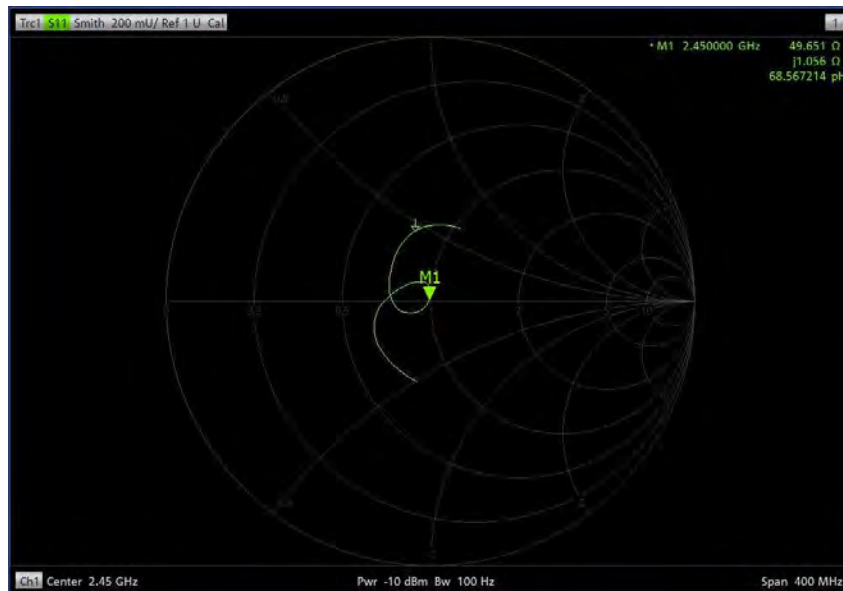 Trc1 S11 Smith 200 mU/ Ref 1 U Cal
1
• M1 2.450000 GHz 49.651 Ω
j1.056 Ω
68.567214 pH
M1
Ch1 Center 2.45 GHz Pwr -10 dBm Bw 100 Hz Span 400 MHz